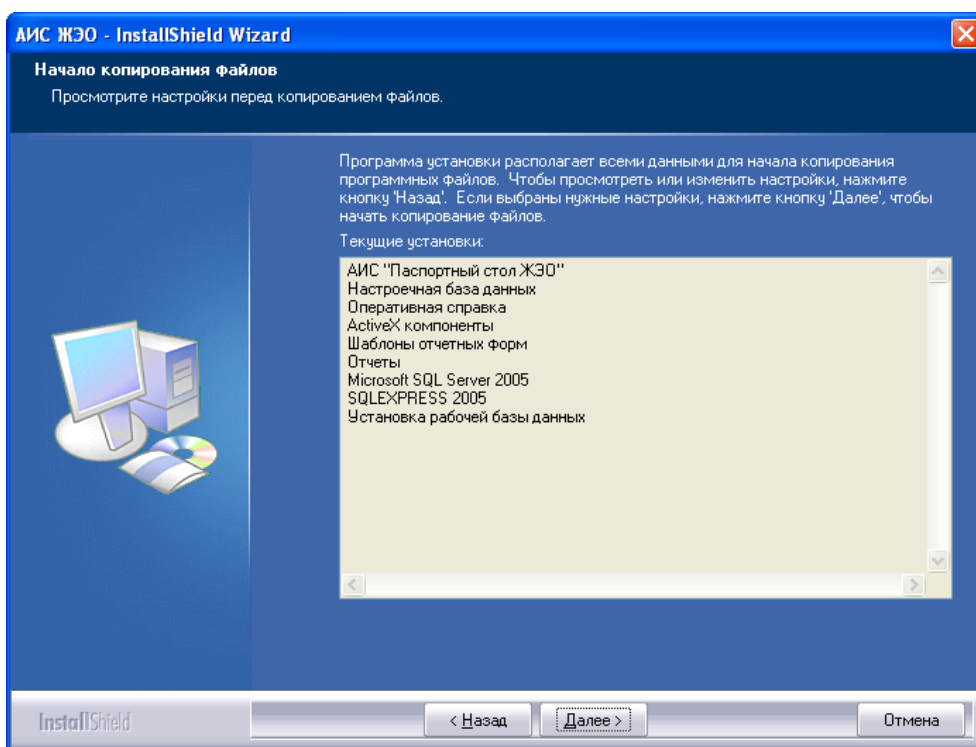 АИС ЖЭО - InstallShield Wizard
Начало копирования файлов
Просмотрите настройки перед копированием файлов.
Программа установки располагает всеми данными для начала копирования
программных файлов. Чтобы просмотреть или изменить настройки, нажмите
кнопку 'Назад'. Если выбраны нужные настройки, нажмите кнопку 'Далее', чтобы
начать копирование файлов.
Текущие установки:
АИС "Паспортный стол ЖЭО"
Настроечная база данных
Оперативная справка
ActiveX компоненты
Шаблоны отчетных форм
Отчеты
Microsoft SQL Server 2005
SQLEXPRESS 2005
Установка рабочей базы данных
InstallShield
< Назад
Далее >
Отмена